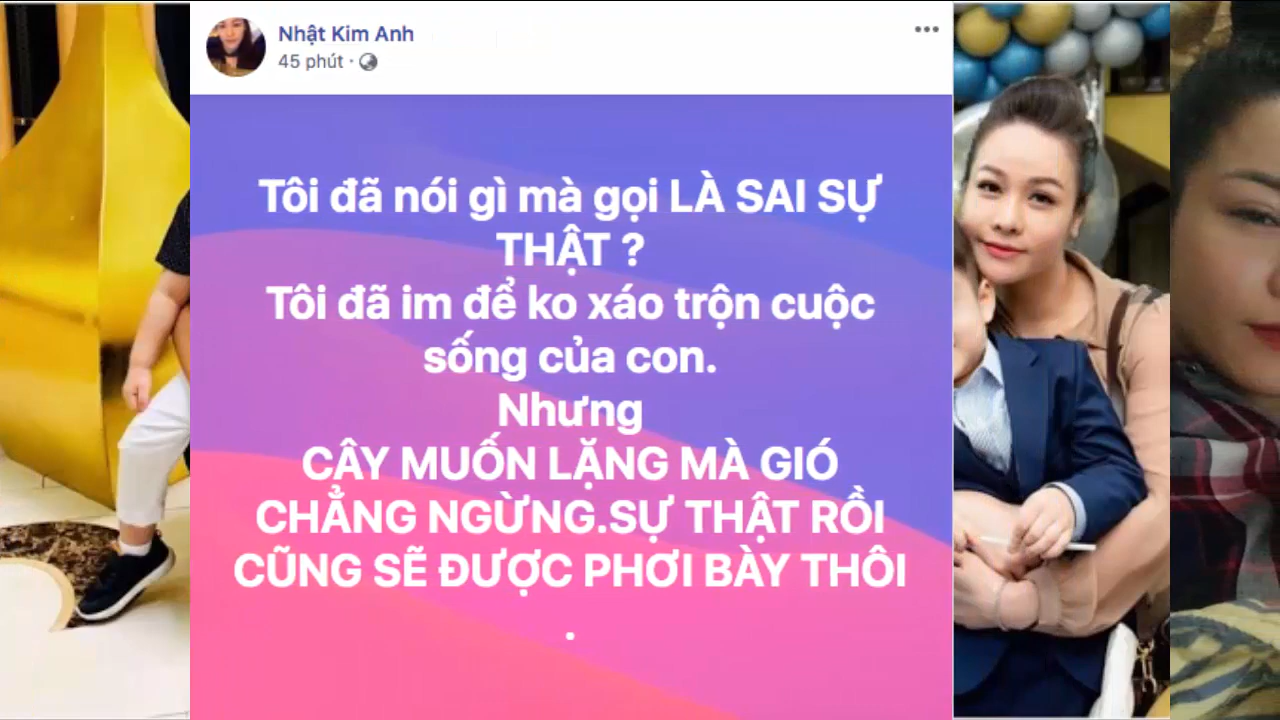 Nhật Kim Anh
45 phút ·
Tôi đã nói gì mà gọi LÀ SAI SỰ
THẬT ?
Tôi đã im để ko xáo trộn cuộc
sống của con.
Nhưng
CÂY MUỐN LẶNG MÀ GIÓ
CHẲNG NGỪNG.SỰ THẬT RỒI
CŨNG SẼ ĐƯỢC PHƠI BÀY THÔI
.